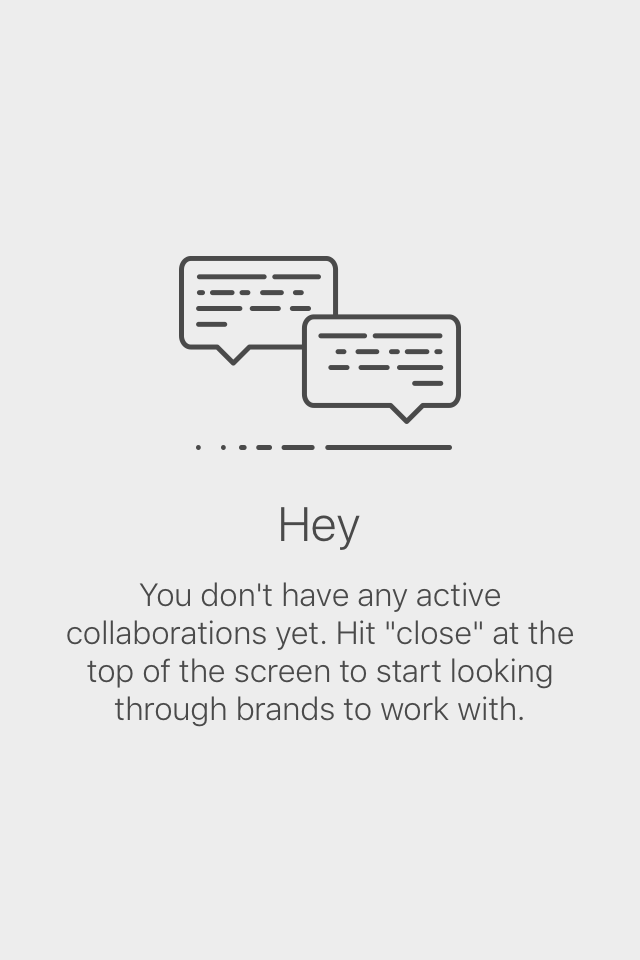 Hey
You don't have any active
collaborations yet. Hit "close" at the
top of the screen to start looking
through brands to work with.